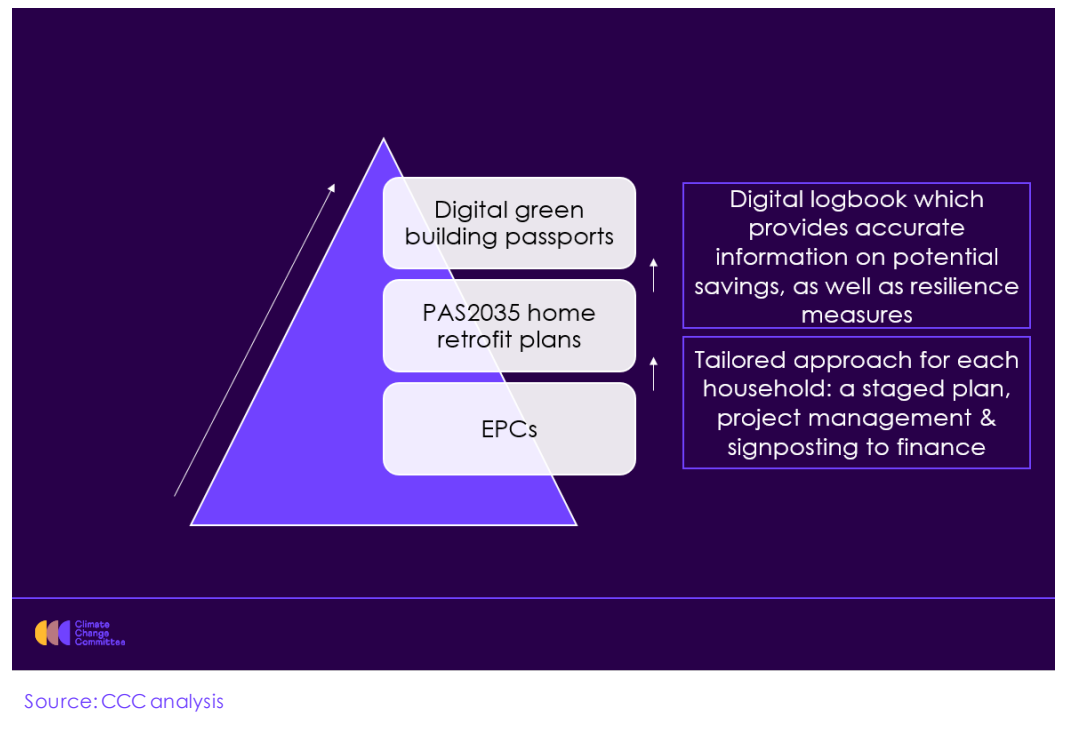 Digital green
building passports
PAS2035 home
retrofit plans
EPCs
Digital logbook which
provides accurate
information on potential
savings, as well as resilience
measures
Tailored approach for each
household: a staged plan,
project management &
signposting to finance
Climate
Change
Committee
Source: CCC analysis